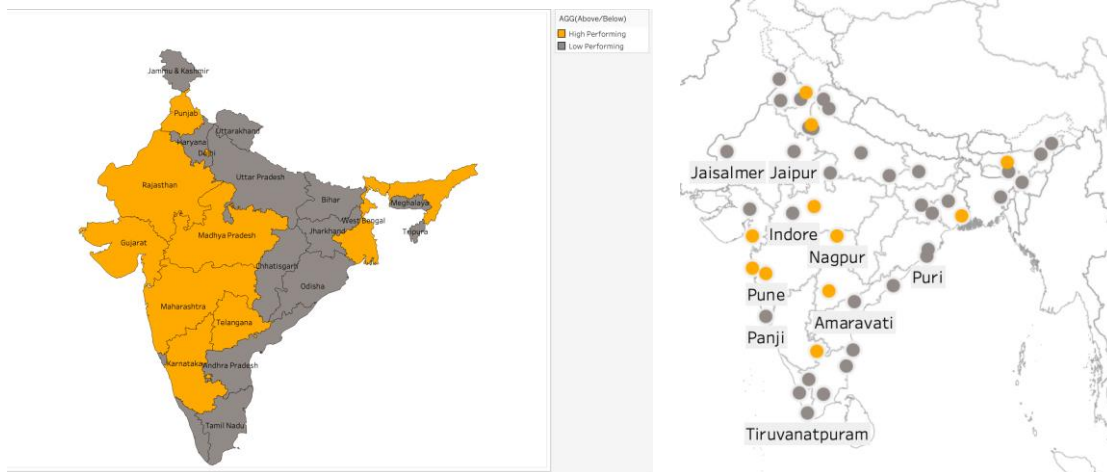 AGG(Above/Below)
High Performing
Low Performing
Jammu & Kashmir
Punjab
Uttarakhand
Haryana
Delhi
Rajasthan
Uttar Pradesh
Bihar
Meghalaya
Tripura
West Bengal
Jharkhand
Gujarat
Madhya Pradesh
Chhatisgarh
Odisha
Maharashtra
Telangana
Karnataka
Andhra Pradesh
Tamil Nadu
Jaisalmer
Jaipur
Indore
Nagpur
Puri
Pune
Panji
Amaravati
Tiruvanatpuram